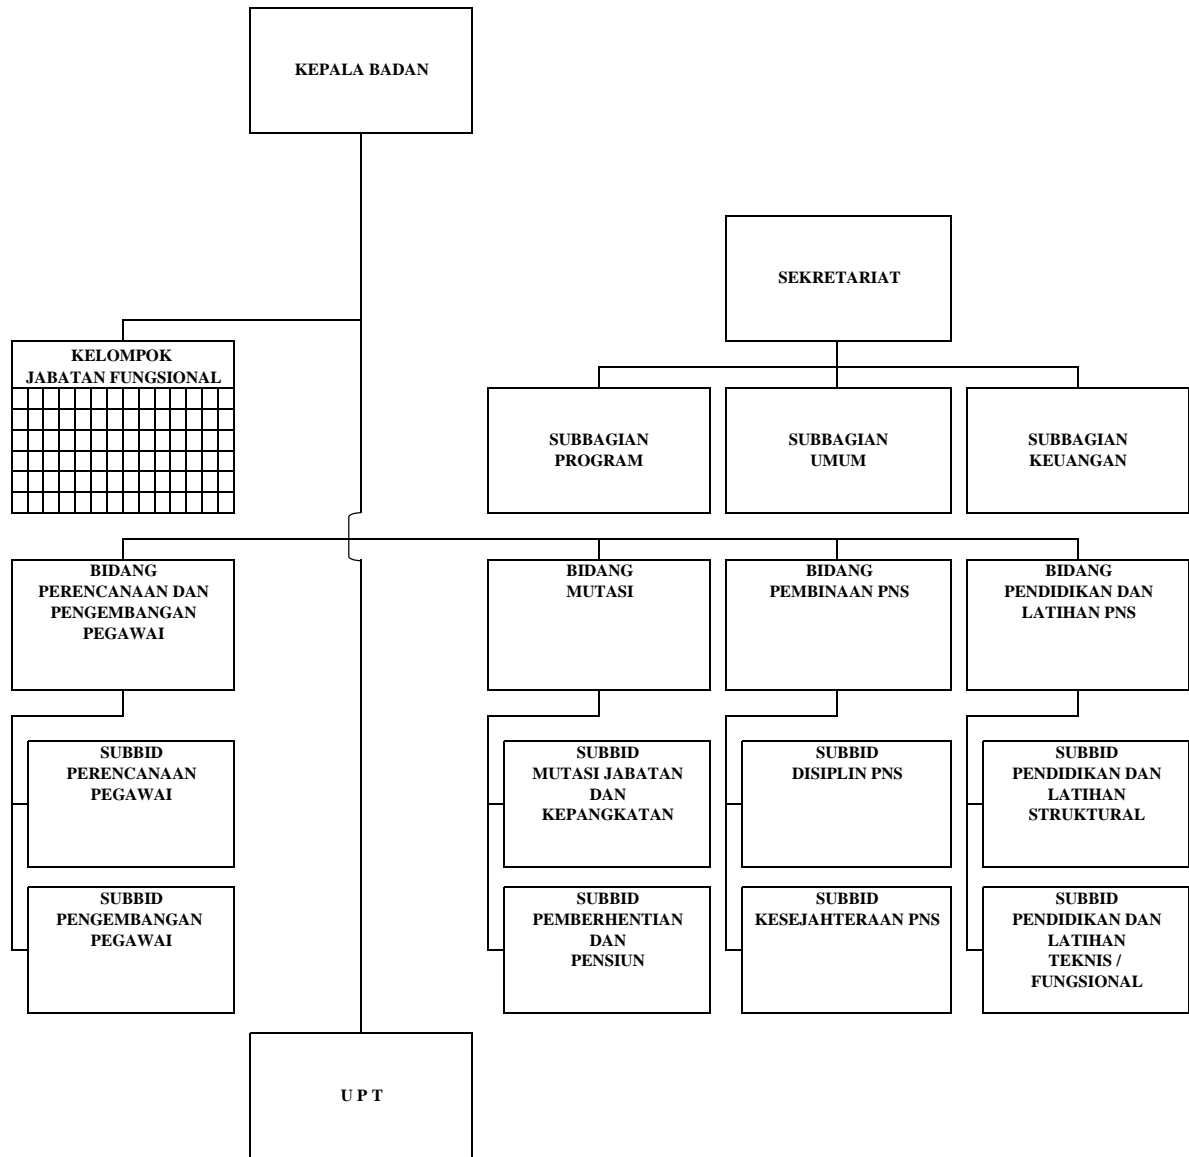 KEPALA BADAN
SEKRETARIAT
KELOMPOK
JABATAN FUNGSIONAL
SUBBAGIAN
PROGRAM
SUBBAGIAN
UMUM
SUBBAGIAN
KEUANGAN
BIDANG
PERENCANAAN DAN
PENGEMBANGAN
PEGAWAI
BIDANG
MUTASI
BIDANG
PEMBINAAN PNS
BIDANG
PENDIDIKAN DAN
LATIHAN PNS
SUBBID
PERENCANAAN
PEGAWAI
SUBBID
MUTASI JABATAN
DAN
KEPANGKATAN
SUBBID
DISIPLIN PNS
SUBBID
PENDIDIKAN DAN
LATIHAN
STRUKTURAL
SUBBID
PENGEMBANGAN
PEGAWAI
SUBBID
PEMBERHENTIAN
DAN
PENSIUN
SUBBID
KESEJAHTERAAN PNS
SUBBID
PENDIDIKAN DAN
LATIHAN
TEKNIS /
FUNGSIONAL
U P T